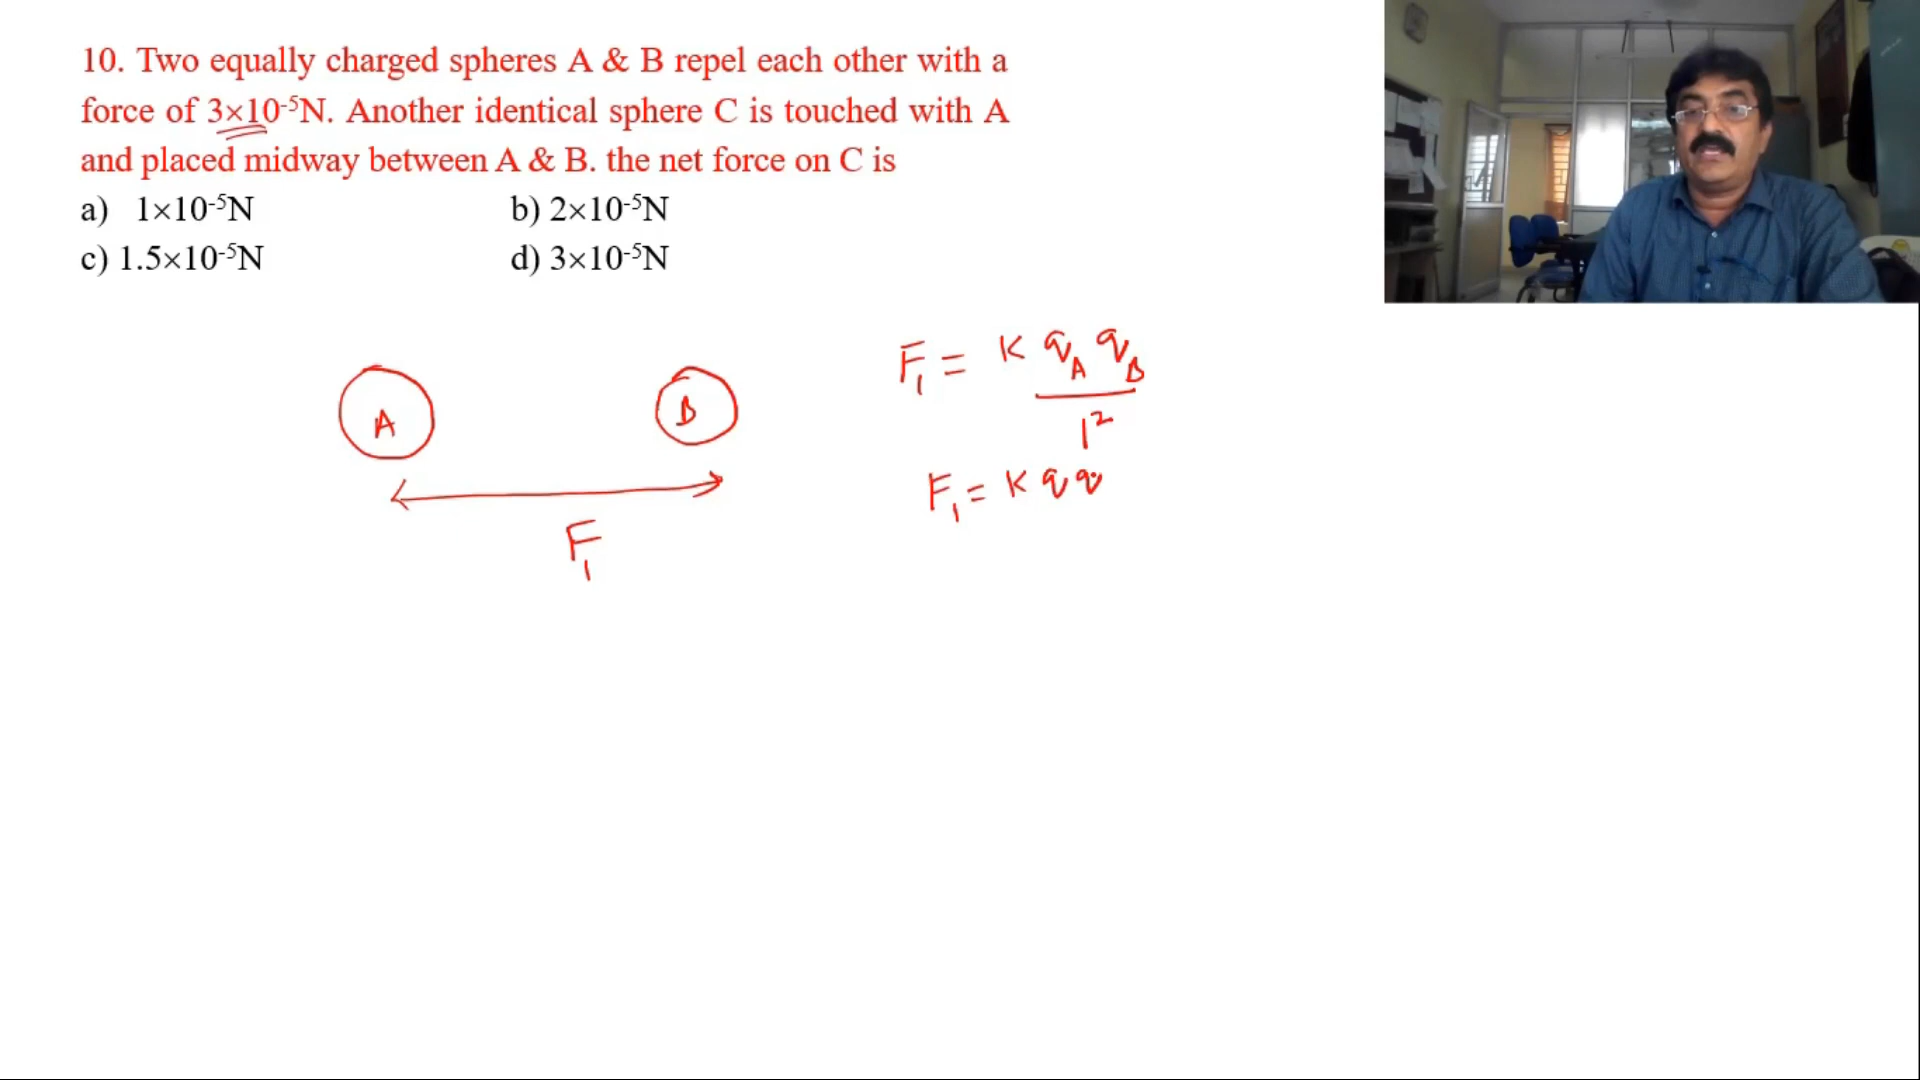 10. Two equally charged spheres A & B repel each other with a
force of 3×10⁻⁵N. Another identical sphere C is touched with A
and placed midway between A & B. the net force on C is
a) 1×10⁻⁵N b) 2×10⁻⁵N
c) 1.5×10⁻⁵N d) 3×10⁻⁵N
A B
F₁
F₁ = K q_A q_B
1²
F₁ = K q q